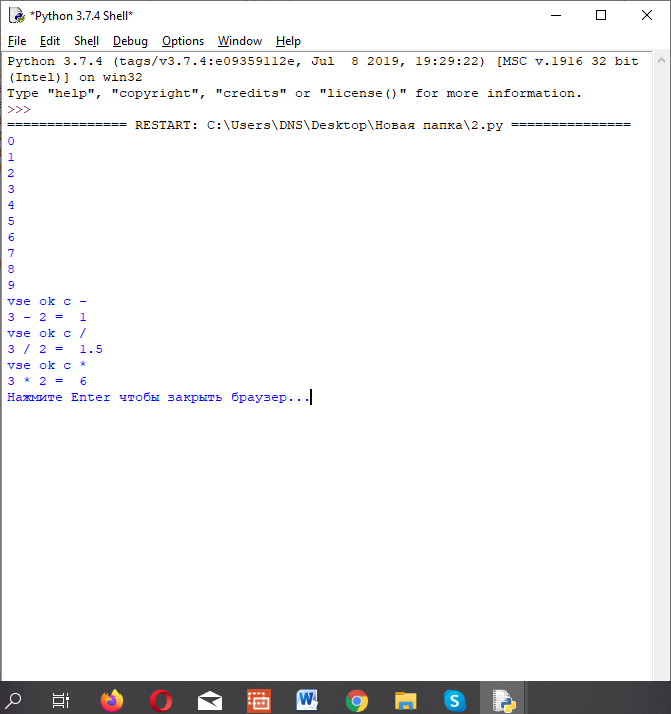 *Python 3.7.4 Shell*
File Edit Shell Debug Options Window Help
Python 3.7.4 (tags/v3.7.4:e09359112e, Jul  8 2019, 19:29:22) [MSC v.1916 32 bit
(Intel)] on win32
Type "help", "copyright", "credits" or "license()" for more information.
>>>
=============== RESTART: C:\Users\DNS\Desktop\Новая папка\2.py ===============
0
1
2
3
4
5
6
7
8
9
vse ok c -
3 - 2 =  1
vse ok c /
3 / 2 =  1.5
vse ok c *
3 * 2 =  6
Нажмите Enter чтобы закрыть браузер...